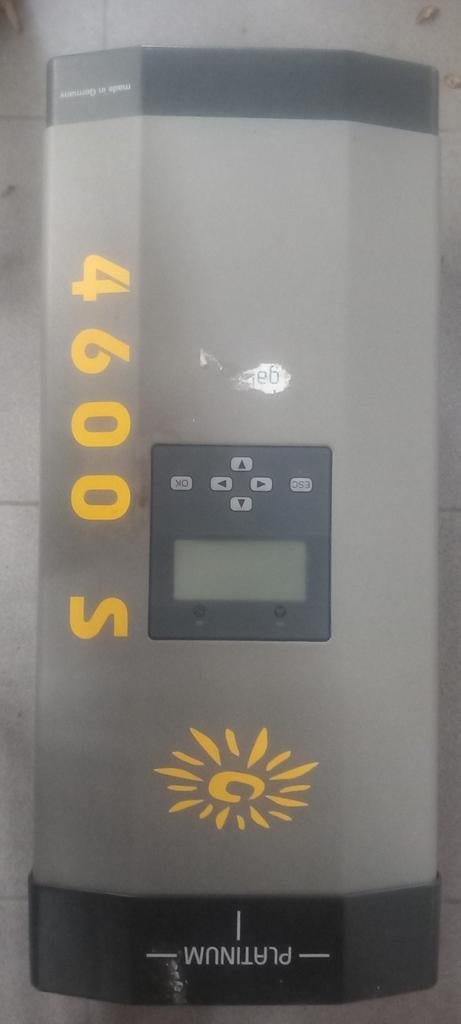 PLATINUM
4600 S
ESC
OK
made in Germany